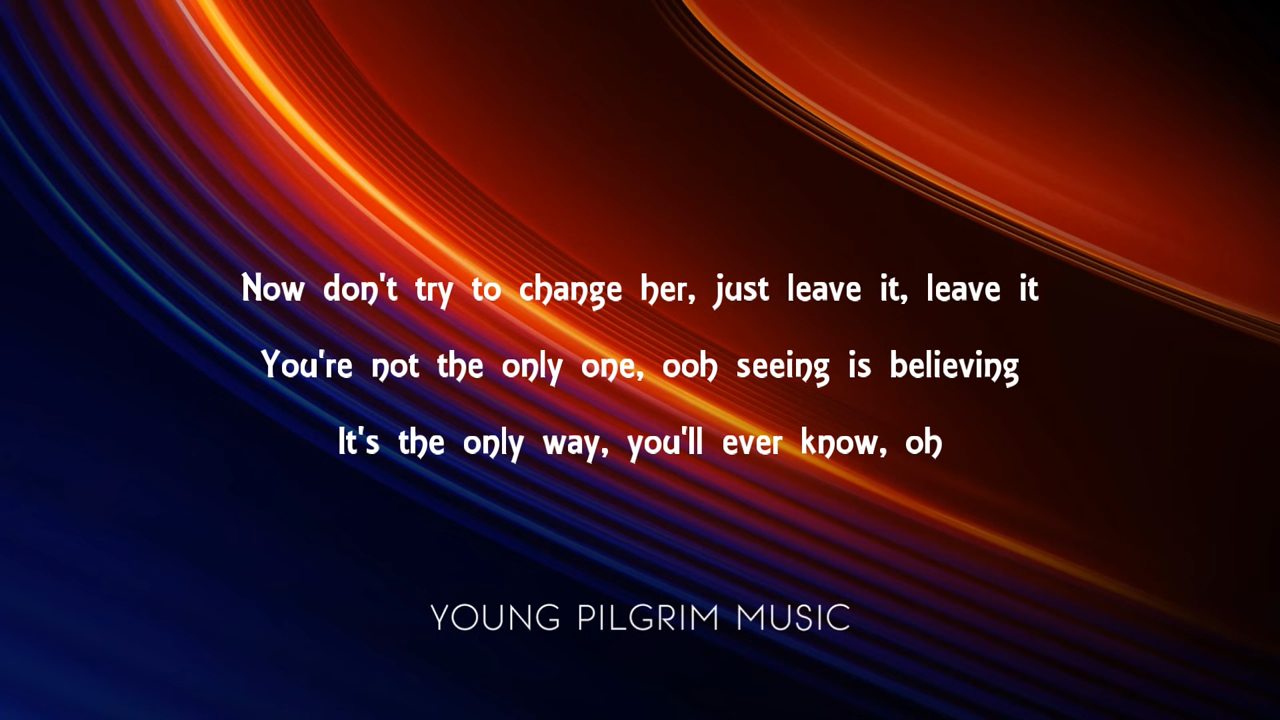 Now don't try to change her, just leave it, leave it
You're not the only one, ooh seeing is believing
It's the only way, you'll ever know, oh
YOUNG PILGRIM MUSIC